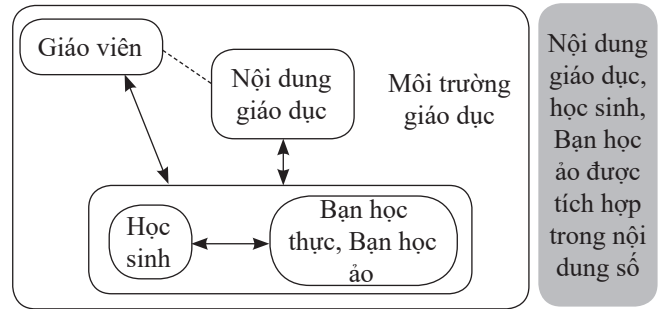 Giáo viên
Nội dung
giáo dục
Môi trường
giáo dục
Học
sinh
Bạn học
thực, Bạn học
ảo
Nội dung
giáo dục,
học sinh,
Bạn học
ảo được
tích hợp
trong nội
dung số